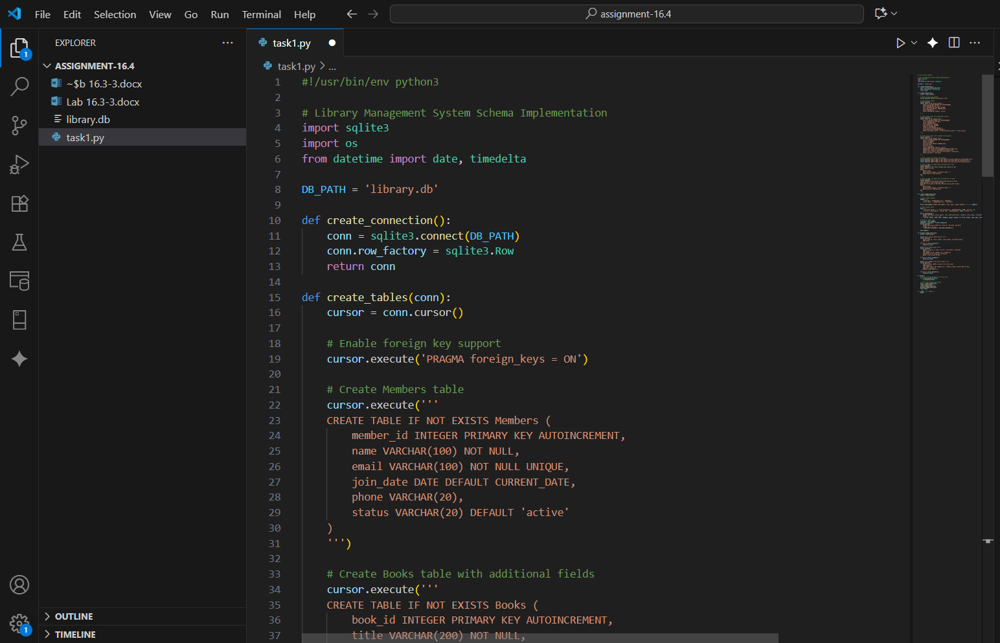 File Edit Selection View Go Run Terminal Help
assignment-16.4
EXPLORER
1
ASSIGNMENT-16.4
~$b 16.3-3.docx
Lab 16.3-3.docx
library.db
task1.py
OUTLINE
TIMELINE
1
task1.py
task1.py > ...
1 #!/usr/bin/env python3
2
3 # Library Management System Schema Implementation
4 import sqlite3
5 import os
6 from datetime import date, timedelta
7
8 DB_PATH = 'library.db'
9
10 def create_connection():
11     conn = sqlite3.connect(DB_PATH)
12     conn.row_factory = sqlite3.Row
13     return conn
14
15 def create_tables(conn):
16     cursor = conn.cursor()
17
18     # Enable foreign key support
19     cursor.execute('PRAGMA foreign_keys = ON')
20
21     # Create Members table
22     cursor.execute('''
23     CREATE TABLE IF NOT EXISTS Members (
24         member_id INTEGER PRIMARY KEY AUTOINCREMENT,
25         name VARCHAR(100) NOT NULL,
26         email VARCHAR(100) NOT NULL UNIQUE,
27         join_date DATE DEFAULT CURRENT_DATE,
28         phone VARCHAR(20),
29         status VARCHAR(20) DEFAULT 'active'
30     )
31     ''')
32
33     # Create Books table with additional fields
34     cursor.execute('''
35     CREATE TABLE IF NOT EXISTS Books (
36         book_id INTEGER PRIMARY KEY AUTOINCREMENT,
37         title VARCHAR(200) NOT NULL,